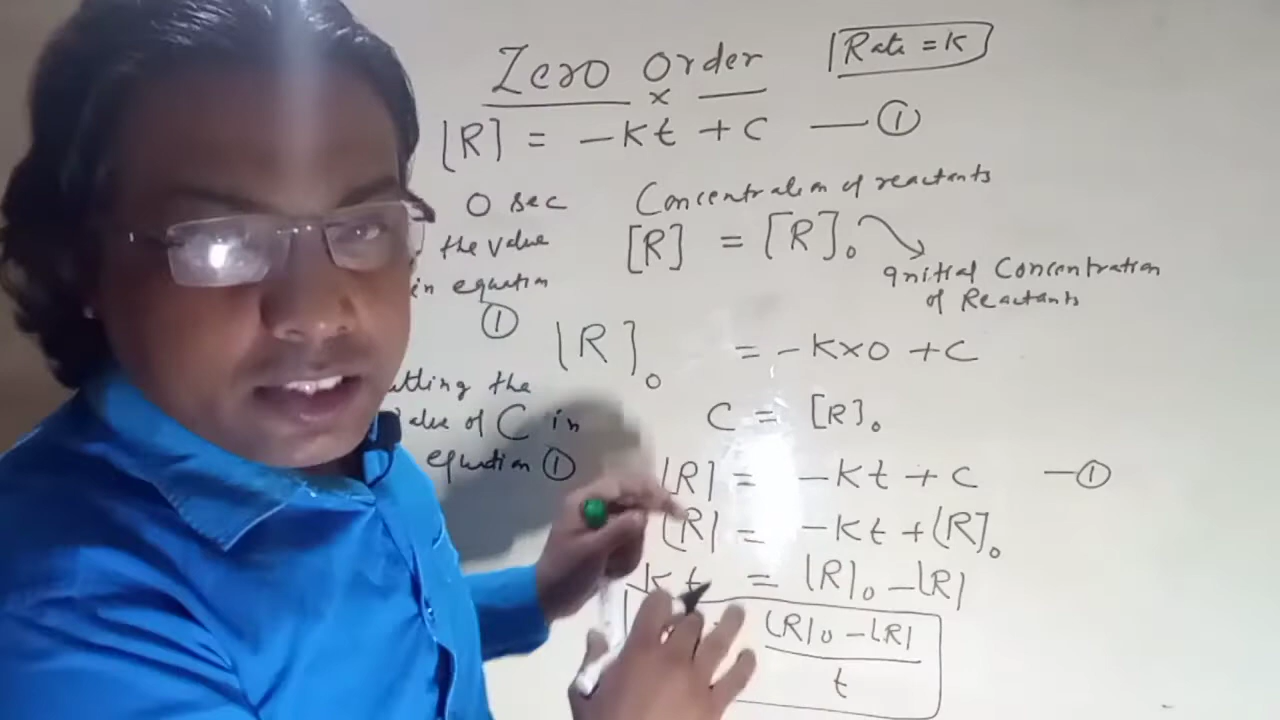 Zero order
Rate = K
[R] = -Kt + C — ①
0 sec
Concentration of reactants
the value
in equation
①
[R] = [R]₀
initial Concentration
of Reactants
[R]₀ = -K×0 + C
the
of C in
equation ①
C = [R]₀
[R] = -Kt + C — ①
[R] = -Kt + [R]₀
Kt = [R]₀ - [R]
[R]₀ - [R]
t